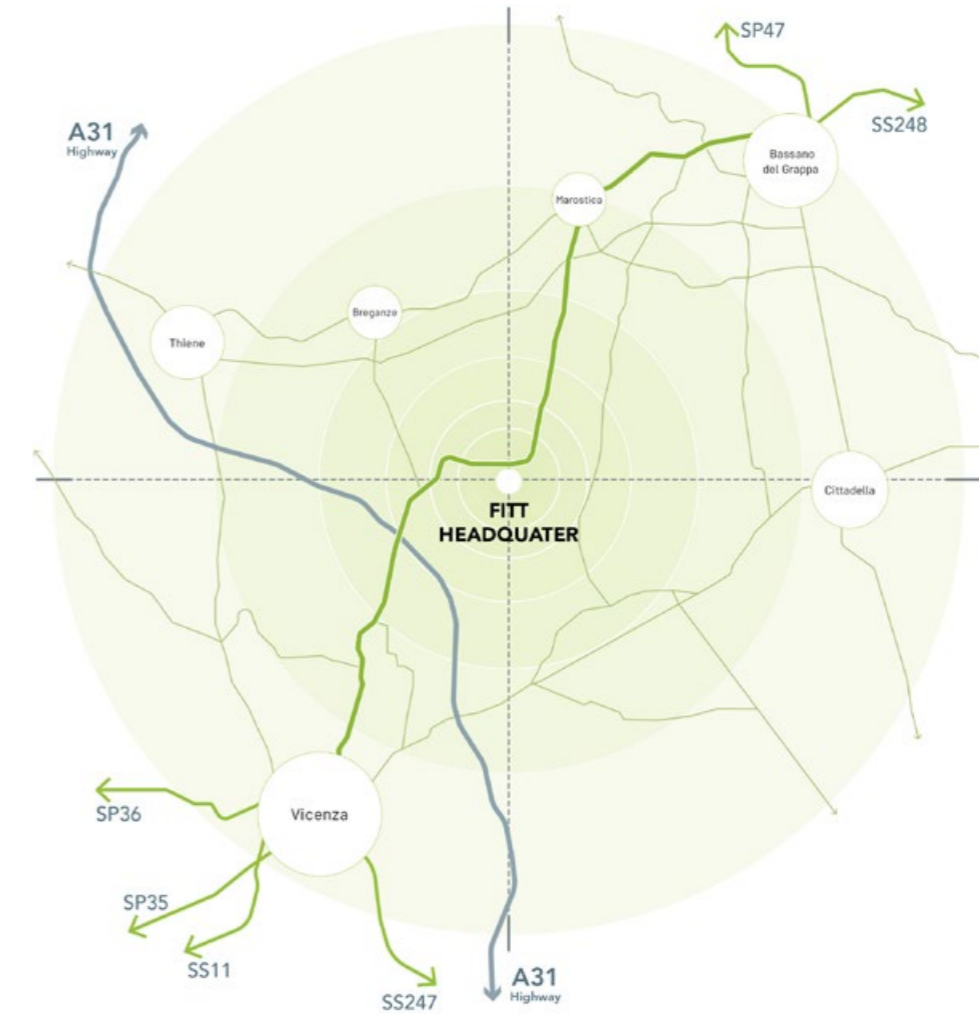 SP47
SS248
A31
Highway
Bassano
del Grappa
Marostica
Breganze
Thiene
Cittadella
FITT
HEADQUATER
Vicenza
SP36
SP35
SS11
SS247
A31
Highway